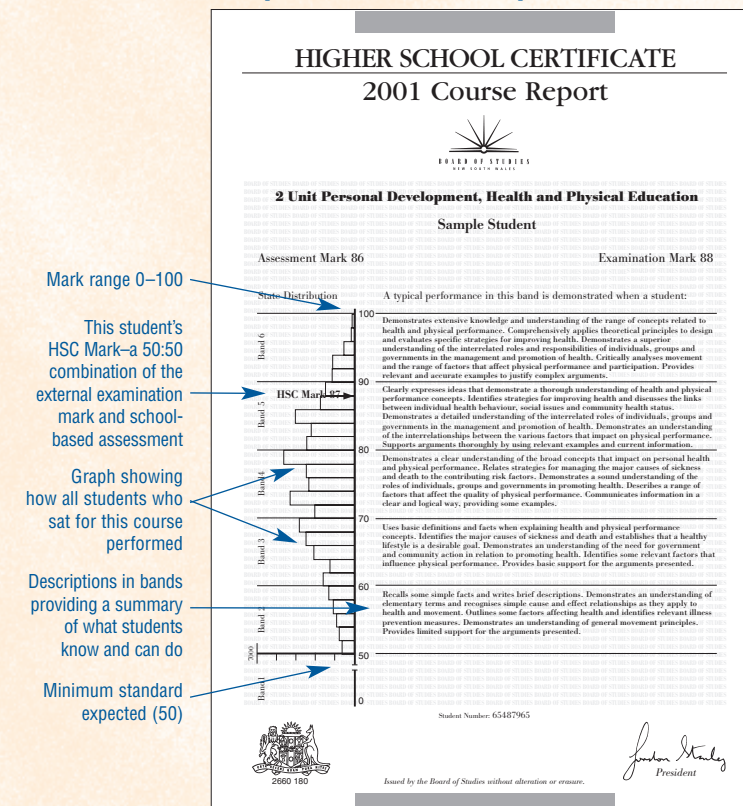 HIGHER SCHOOL CERTIFICATE
2001 Course Report
BOARD OF STUDIES
NEW SOUTH WALES
2 Unit Personal Development, Health and Physical Education
Sample Student
Assessment Mark 86
Examination Mark 88
Mark range 0–100
This student's
HSC Mark–a 50:50
combination of the
external examination
mark and school-
based assessment
Graph showing
how all students who
sat for this course
performed
Descriptions in bands
providing a summary
of what students
know and can do
Minimum standard
expected (50)
State Distribution
A typical performance in this band is demonstrated when a student:
100
Band 6
Demonstrates extensive knowledge and understanding of the range of concepts related to
health and physical performance. Comprehensively applies theoretical principles to design
and evaluates specific strategies for improving health. Demonstrates a superior
understanding of the interrelated roles and responsibilities of individuals, groups and
governments in the management and promotion of health. Critically analyses movement
and the range of factors that affect physical performance and participation. Provides
relevant and accurate examples to justify complex arguments.
90
HSC Mark 87
Band 5
Clearly expresses ideas that demonstrate a thorough understanding of health and physical
performance concepts. Identifies strategies for improving health and discusses the links
between individual health behaviour, social issues and community health status.
Demonstrates a detailed understanding of the interrelated roles of individuals, groups and
governments in the management and promotion of health. Demonstrates an understanding
of the interrelationships between the various factors that impact on physical performance.
Supports arguments thoroughly by using relevant examples and current information.
80
Band 4
Demonstrates a clear understanding of the broad concepts that impact on personal health
and physical performance. Relates strategies for managing the major causes of sickness
and death to the contributing risk factors. Demonstrates a sound understanding of the
roles of individuals, groups and governments in promoting health. Describes a range of
factors that affect the quality of physical performance. Communicates information in a
clear and logical way, providing some examples.
70
Band 3
Uses basic definitions and facts when explaining health and physical performance
concepts. Identifies the major causes of sickness and death and establishes that a healthy
lifestyle is a desirable goal. Demonstrates an understanding of the need for government
and community action in relation to promoting health. Identifies some relevant factors that
influence physical performance. Provides basic support for the arguments presented.
60
Band 2
Recalls some simple facts and writes brief descriptions. Demonstrates an understanding of
elementary terms and recognises simple cause and effect relationships as they apply to
health and movement. Outlines some factors affecting health and identifies relevant illness
prevention measures. Demonstrates an understanding of general movement principles.
Provides limited support for the arguments presented.
50
7000
Band1
0
Student Number: 65487965
2660 180
Issued by the Board of Studies without alteration or erasure.
President